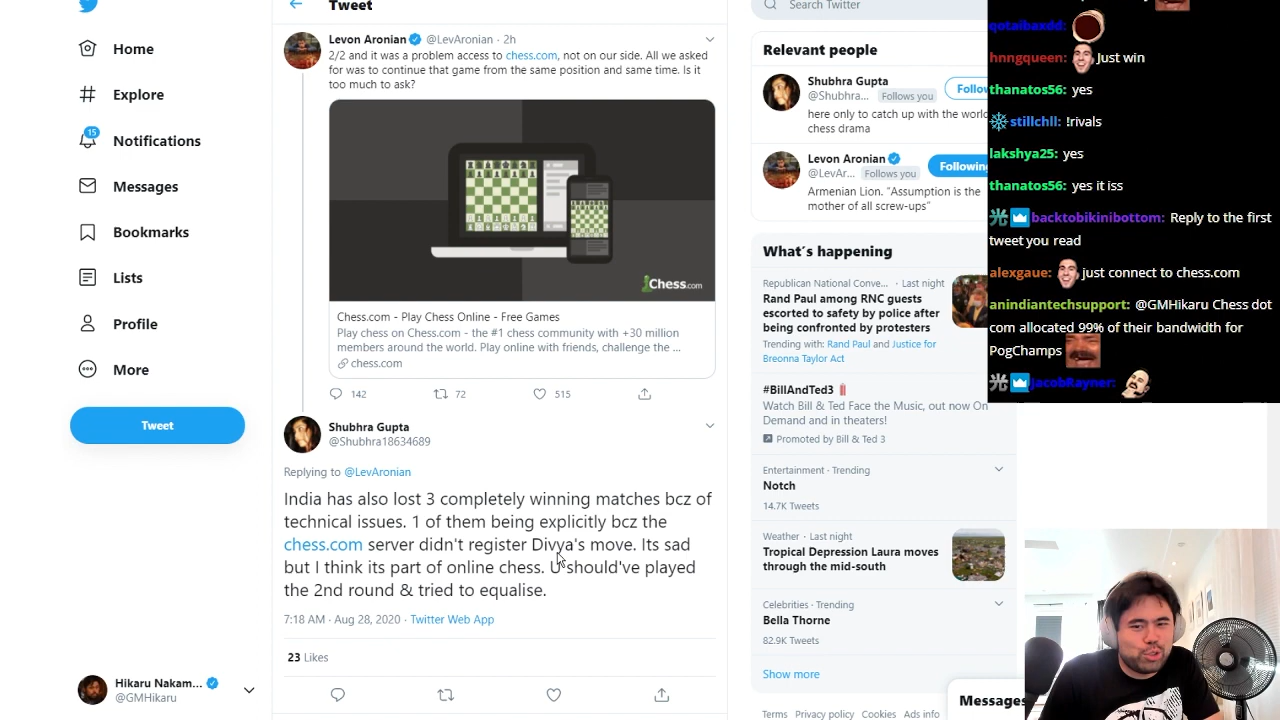 Tweet
Home
Explore
15
Notifications
Messages
Bookmarks
Lists
Profile
More
Tweet
Hikaru Nakam...
@GMHikaru
Levon Aronian @LevAronian · 2h
2/2 and it was a problem access to chess.com, not on our side. All we asked
for was to continue that game from the same position and same time. Is it
too much to ask?
Chess.com
Chess.com - Play Chess Online - Free Games
Play chess on Chess.com - the #1 chess community with +30 million
members around the world. Play online with friends, challenge the ...
chess.com
142
72
515
Shubhra Gupta
@Shubhra18634689
Replying to @LevAronian
India has also lost 3 completely winning matches bcz of
technical issues. 1 of them being explicitly bcz the
chess.com server didn't register Divya's move. Its sad
but I think its part of online chess. U should've played
the 2nd round & tried to equalise.
7:18 AM · Aug 28, 2020 · Twitter Web App
23 Likes
Search Twitter
Relevant people
Shubhra Gupta
@Shubhra... Follows you
Follo
here only to catch up with the world
chess drama
Levon Aronian
@LevAr... Follows you
Following
Armenian Lion. “Assumption is the
mother of all screw-ups”
What’s happening
Republican National Conve... · Last night
Rand Paul among RNC guests
escorted to safety by police after
being confronted by protesters
Trending with: Rand Paul and Justice for
Breonna Taylor Act
#BillAndTed3
Watch Bill & Ted Face the Music, out now On
Demand and in theaters!
Promoted by Bill & Ted 3
Entertainment · Trending
Notch
14.7K Tweets
Weather · Last night
Tropical Depression Laura moves
through the mid-south
Celebrities · Trending
Bella Thorne
82.9K Tweets
Show more
Terms Privacy policy Cookies Ads info
Messages
qotaibaxdd:
hnngqueen: Just win
thanatos56: yes
stillchll: !rivals
lakshya25: yes
thanatos56: yes it iss
光 backtobikinibottom: Reply to the first
tweet you read
alexgaue: just connect to chess.com
anindiantechsupport: @GMHikaru Chess dot
com allocated 99% of their bandwidth for
PogChamps
光 JacobRayner: